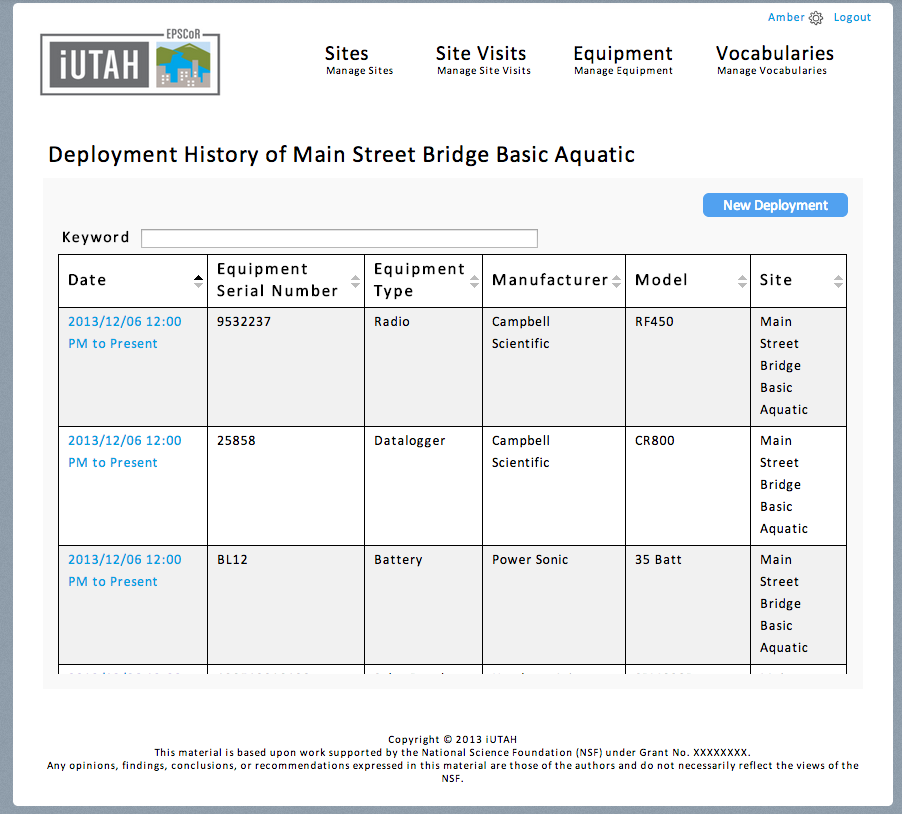 Amber Logout
EPSCoR
iUTAH
Sites Site Visits Equipment Vocabularies
Manage Sites Manage Site Visits Manage Equipment Manage Vocabularies
Deployment History of Main Street Bridge Basic Aquatic
New Deployment
Keyword
Date Equipment Serial Number Equipment Type Manufacturer Model Site
2013/12/06 12:00 PM to Present 9532237 Radio Campbell Scientific RF450 Main Street Bridge Basic Aquatic
2013/12/06 12:00 PM to Present 25858 Datalogger Campbell Scientific CR800 Main Street Bridge Basic Aquatic
2013/12/06 12:00 PM to Present BL12 Battery Power Sonic 35 Batt Main Street Bridge Basic Aquatic
Copyright © 2013 iUTAH
This material is based upon work supported by the National Science Foundation (NSF) under Grant No. XXXXXXXX.
Any opinions, findings, conclusions, or recommendations expressed in this material are those of the authors and do not necessarily reflect the views of the
NSF.